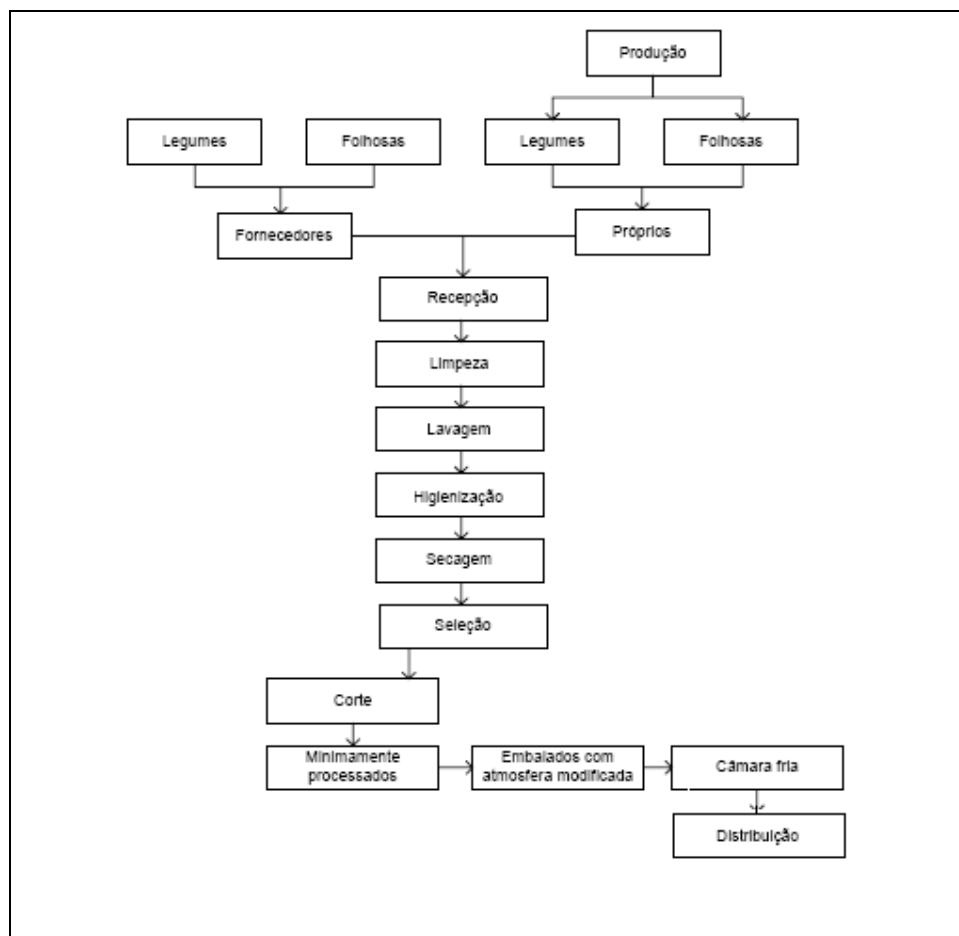 Produção
Legumes
Folhosas
Legumes
Folhosas
Fornecedores
Próprios
Recepção
Limpeza
Lavagem
Higienização
Secagem
Seleção
Corte
Minimamente
processados
Embalados com
atmosfera modificada
Câmara fria
Distribuição